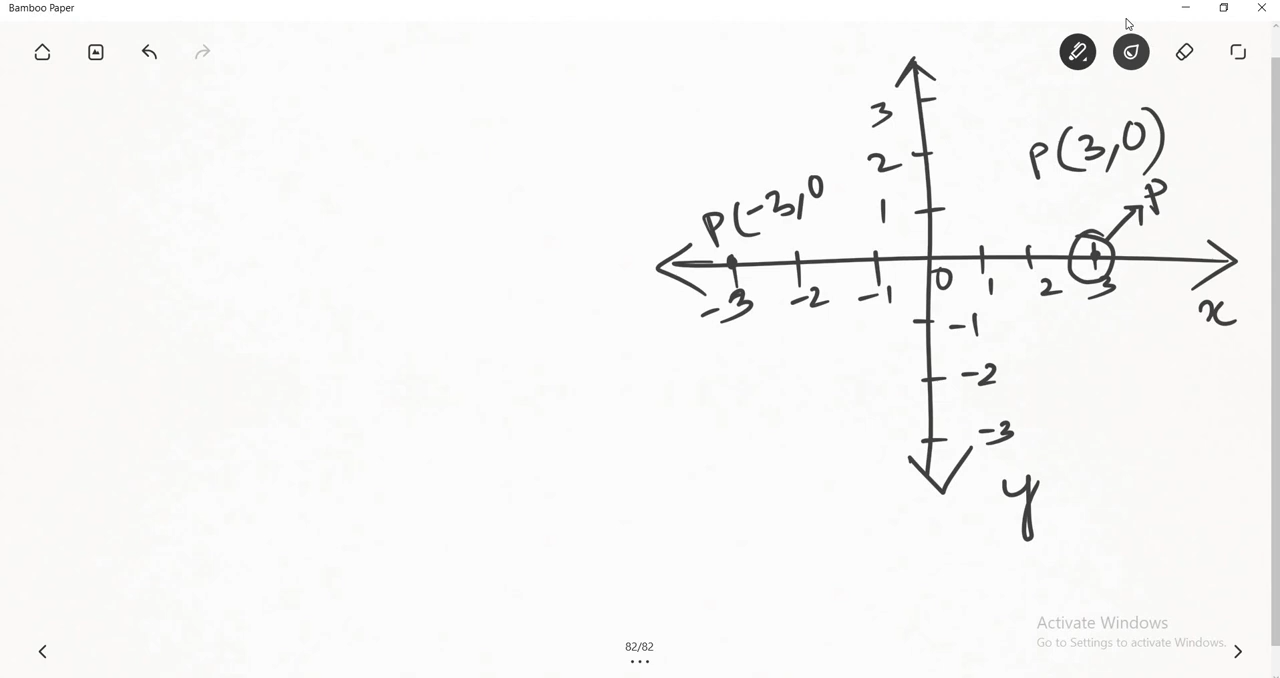 Bamboo Paper
3
P(3,0)
2
P
P(-3,0
1
0
-3
-2
-1
1
2
3
x
-1
-2
-3
y
Activate Windows
Go to Settings to activate Windows.
82/82